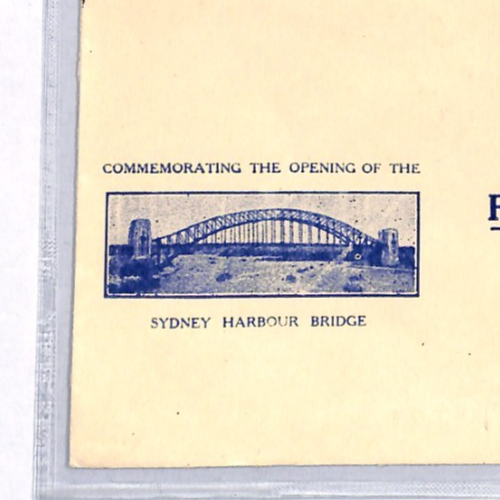 COMMEMORATING THE OPENING OF THE
SYDNEY HARBOUR BRIDGE